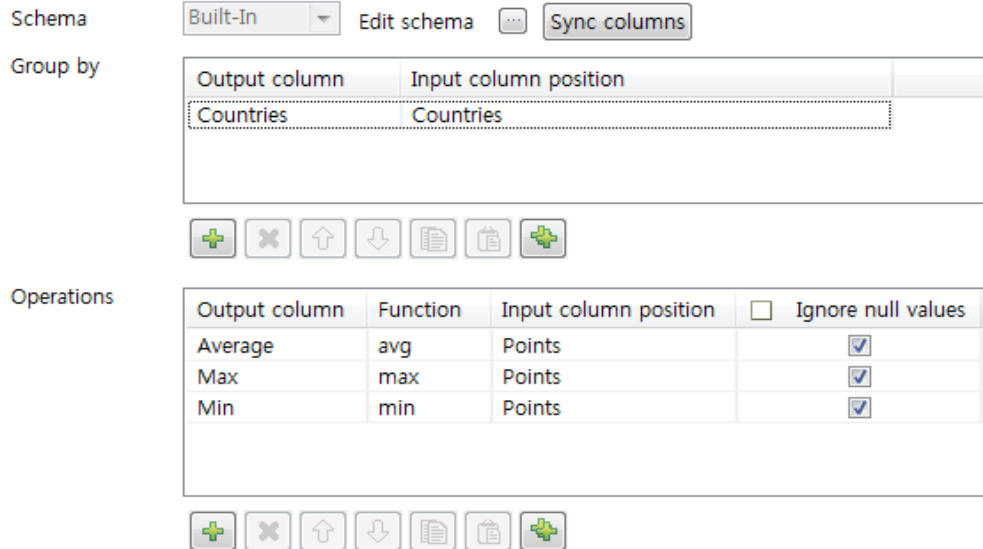 Schema Built-In Edit schema ... Sync columns
Group by
Output column Input column position
Countries Countries
Operations
Output column Function Input column position Ignore null values
Average avg Points
Max max Points
Min min Points